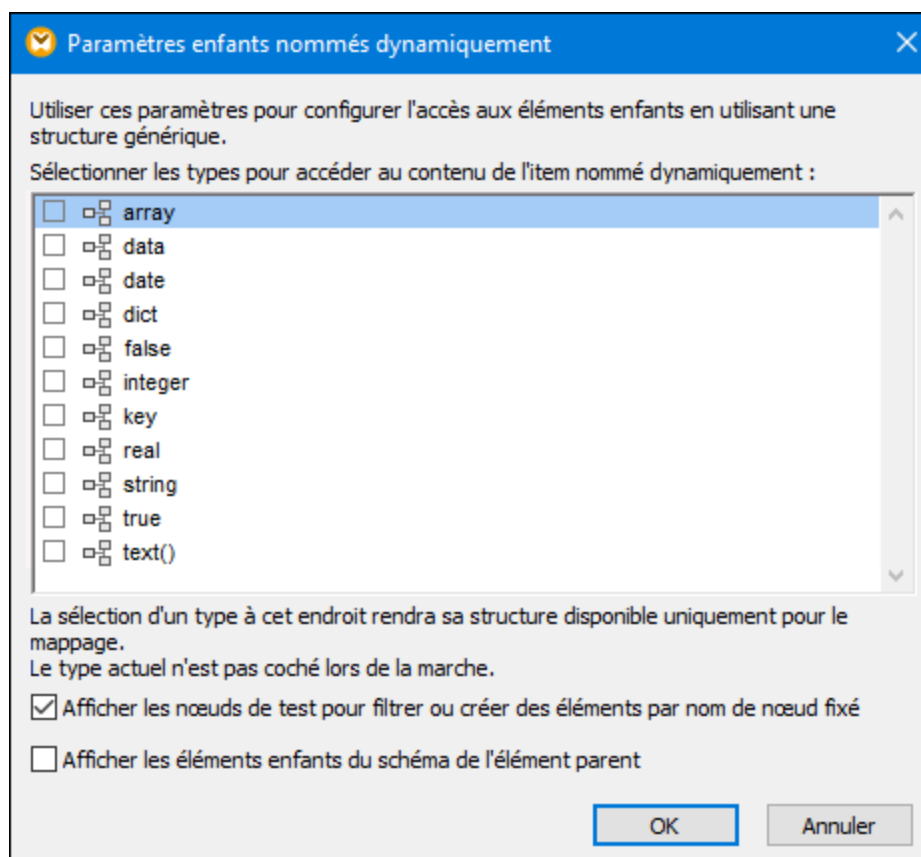 Paramètres enfants nommés dynamiquement
Utiliser ces paramètres pour configurer l'accès aux éléments enfants en utilisant une
structure générique.
Sélectionner les types pour accéder au contenu de l'item nommé dynamiquement :
array
data
date
dict
false
integer
key
real
string
true
text()
La sélection d'un type à cet endroit rendra sa structure disponible uniquement pour le
mappage.
Le type actuel n'est pas coché lors de la marche.
Afficher les nœuds de test pour filtrer ou créer des éléments par nom de nœud fixé
Afficher les éléments enfants du schéma de l'élément parent
OK Annuler